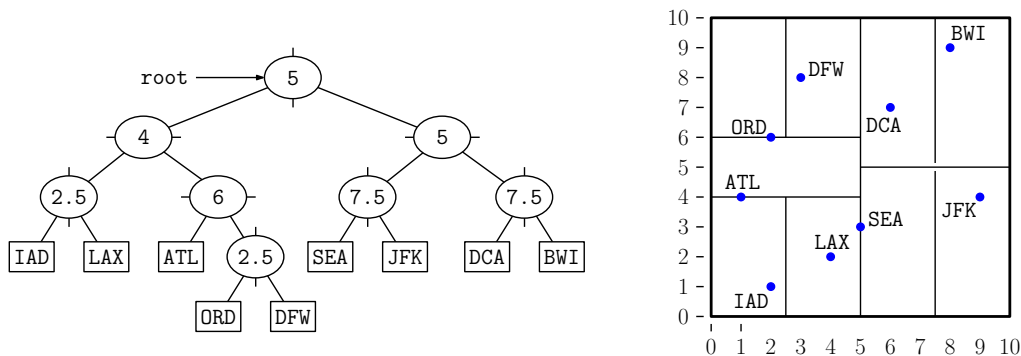 root
5
4
5
2.5
6
7.5
7.5
IAD
LAX
ATL
2.5
SEA
JFK
DCA
BWI
ORD
DFW
10
9
8
7
6
5
4
3
2
1
0
BWI
DFW
DCA
ORD
ATL
SEA
JFK
LAX
IAD
0 1 2 3 4 5 6 7 8 9 10